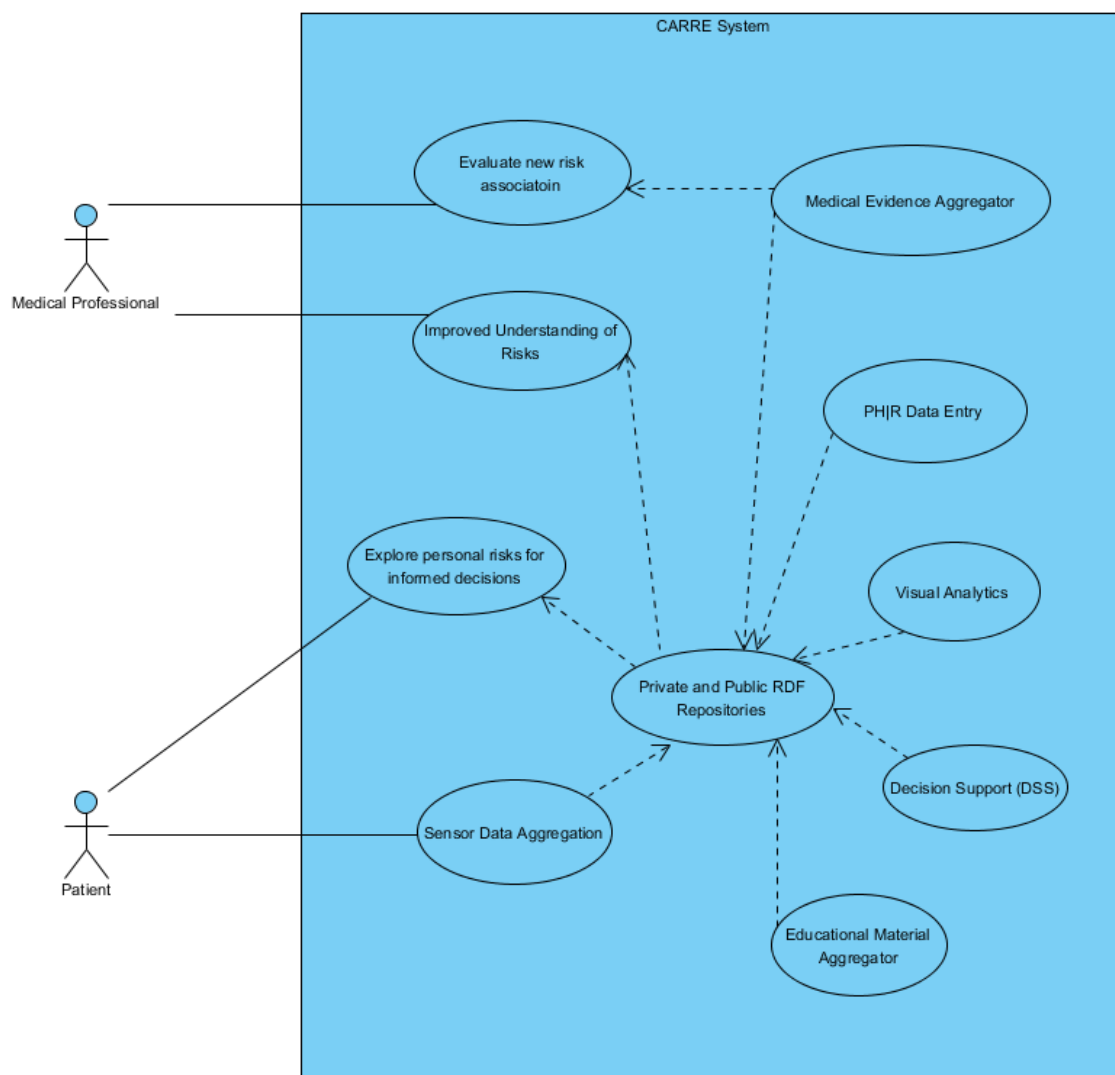 CARRE System
Evaluate new risk
associatoin
Medical Evidence Aggregator
Medical Professional
Improved Understanding of
Risks
PH|R Data Entry
Explore personal risks for
informed decisions
Visual Analytics
Private and Public RDF
Repositories
Decision Support (DSS)
Sensor Data Aggregation
Patient
Educational Material
Aggregator